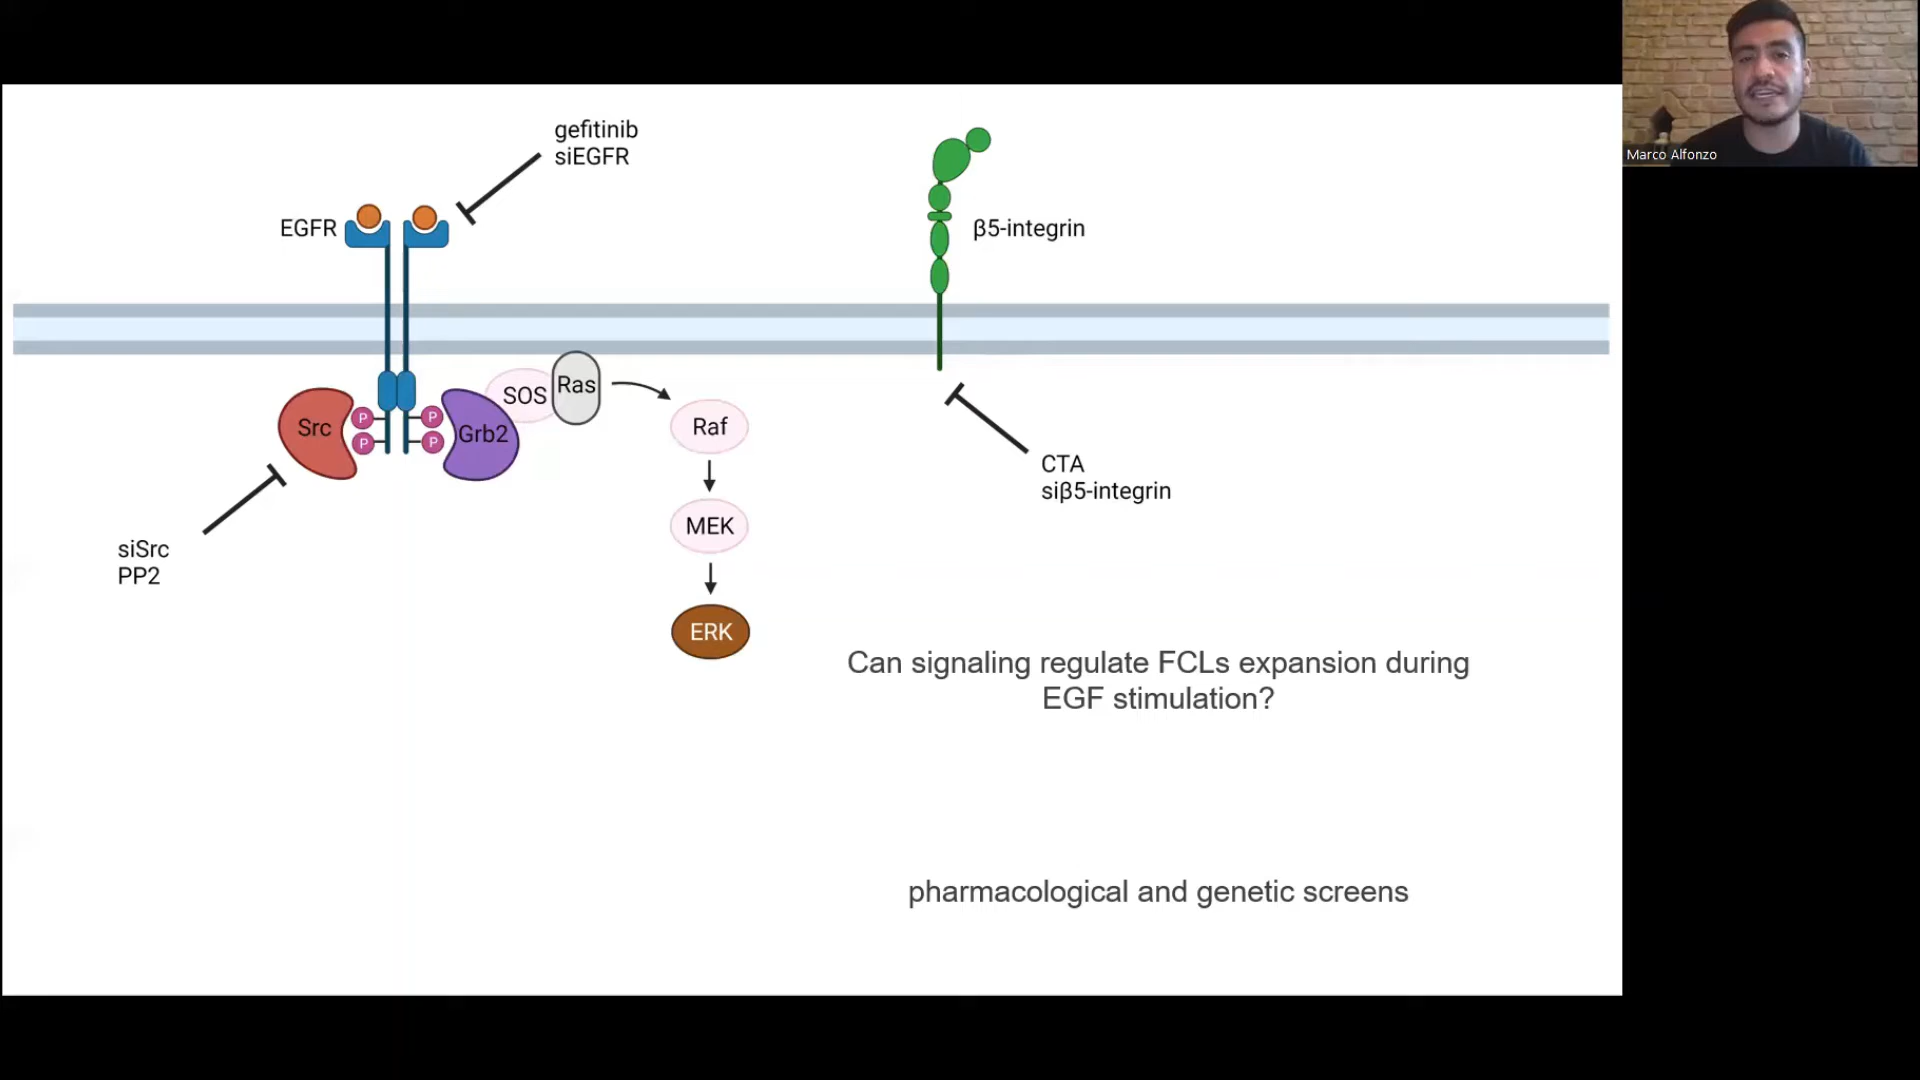 gefitinib
siEGFR
EGFR
β5-integrin
SOS
Ras
Src
P
P
P
P
Grb2
Raf
CTA
siβ5-integrin
MEK
siSrc
PP2
ERK
Can signaling regulate FCLs expansion during
EGF stimulation?
pharmacological and genetic screens
Marco Alfonzo